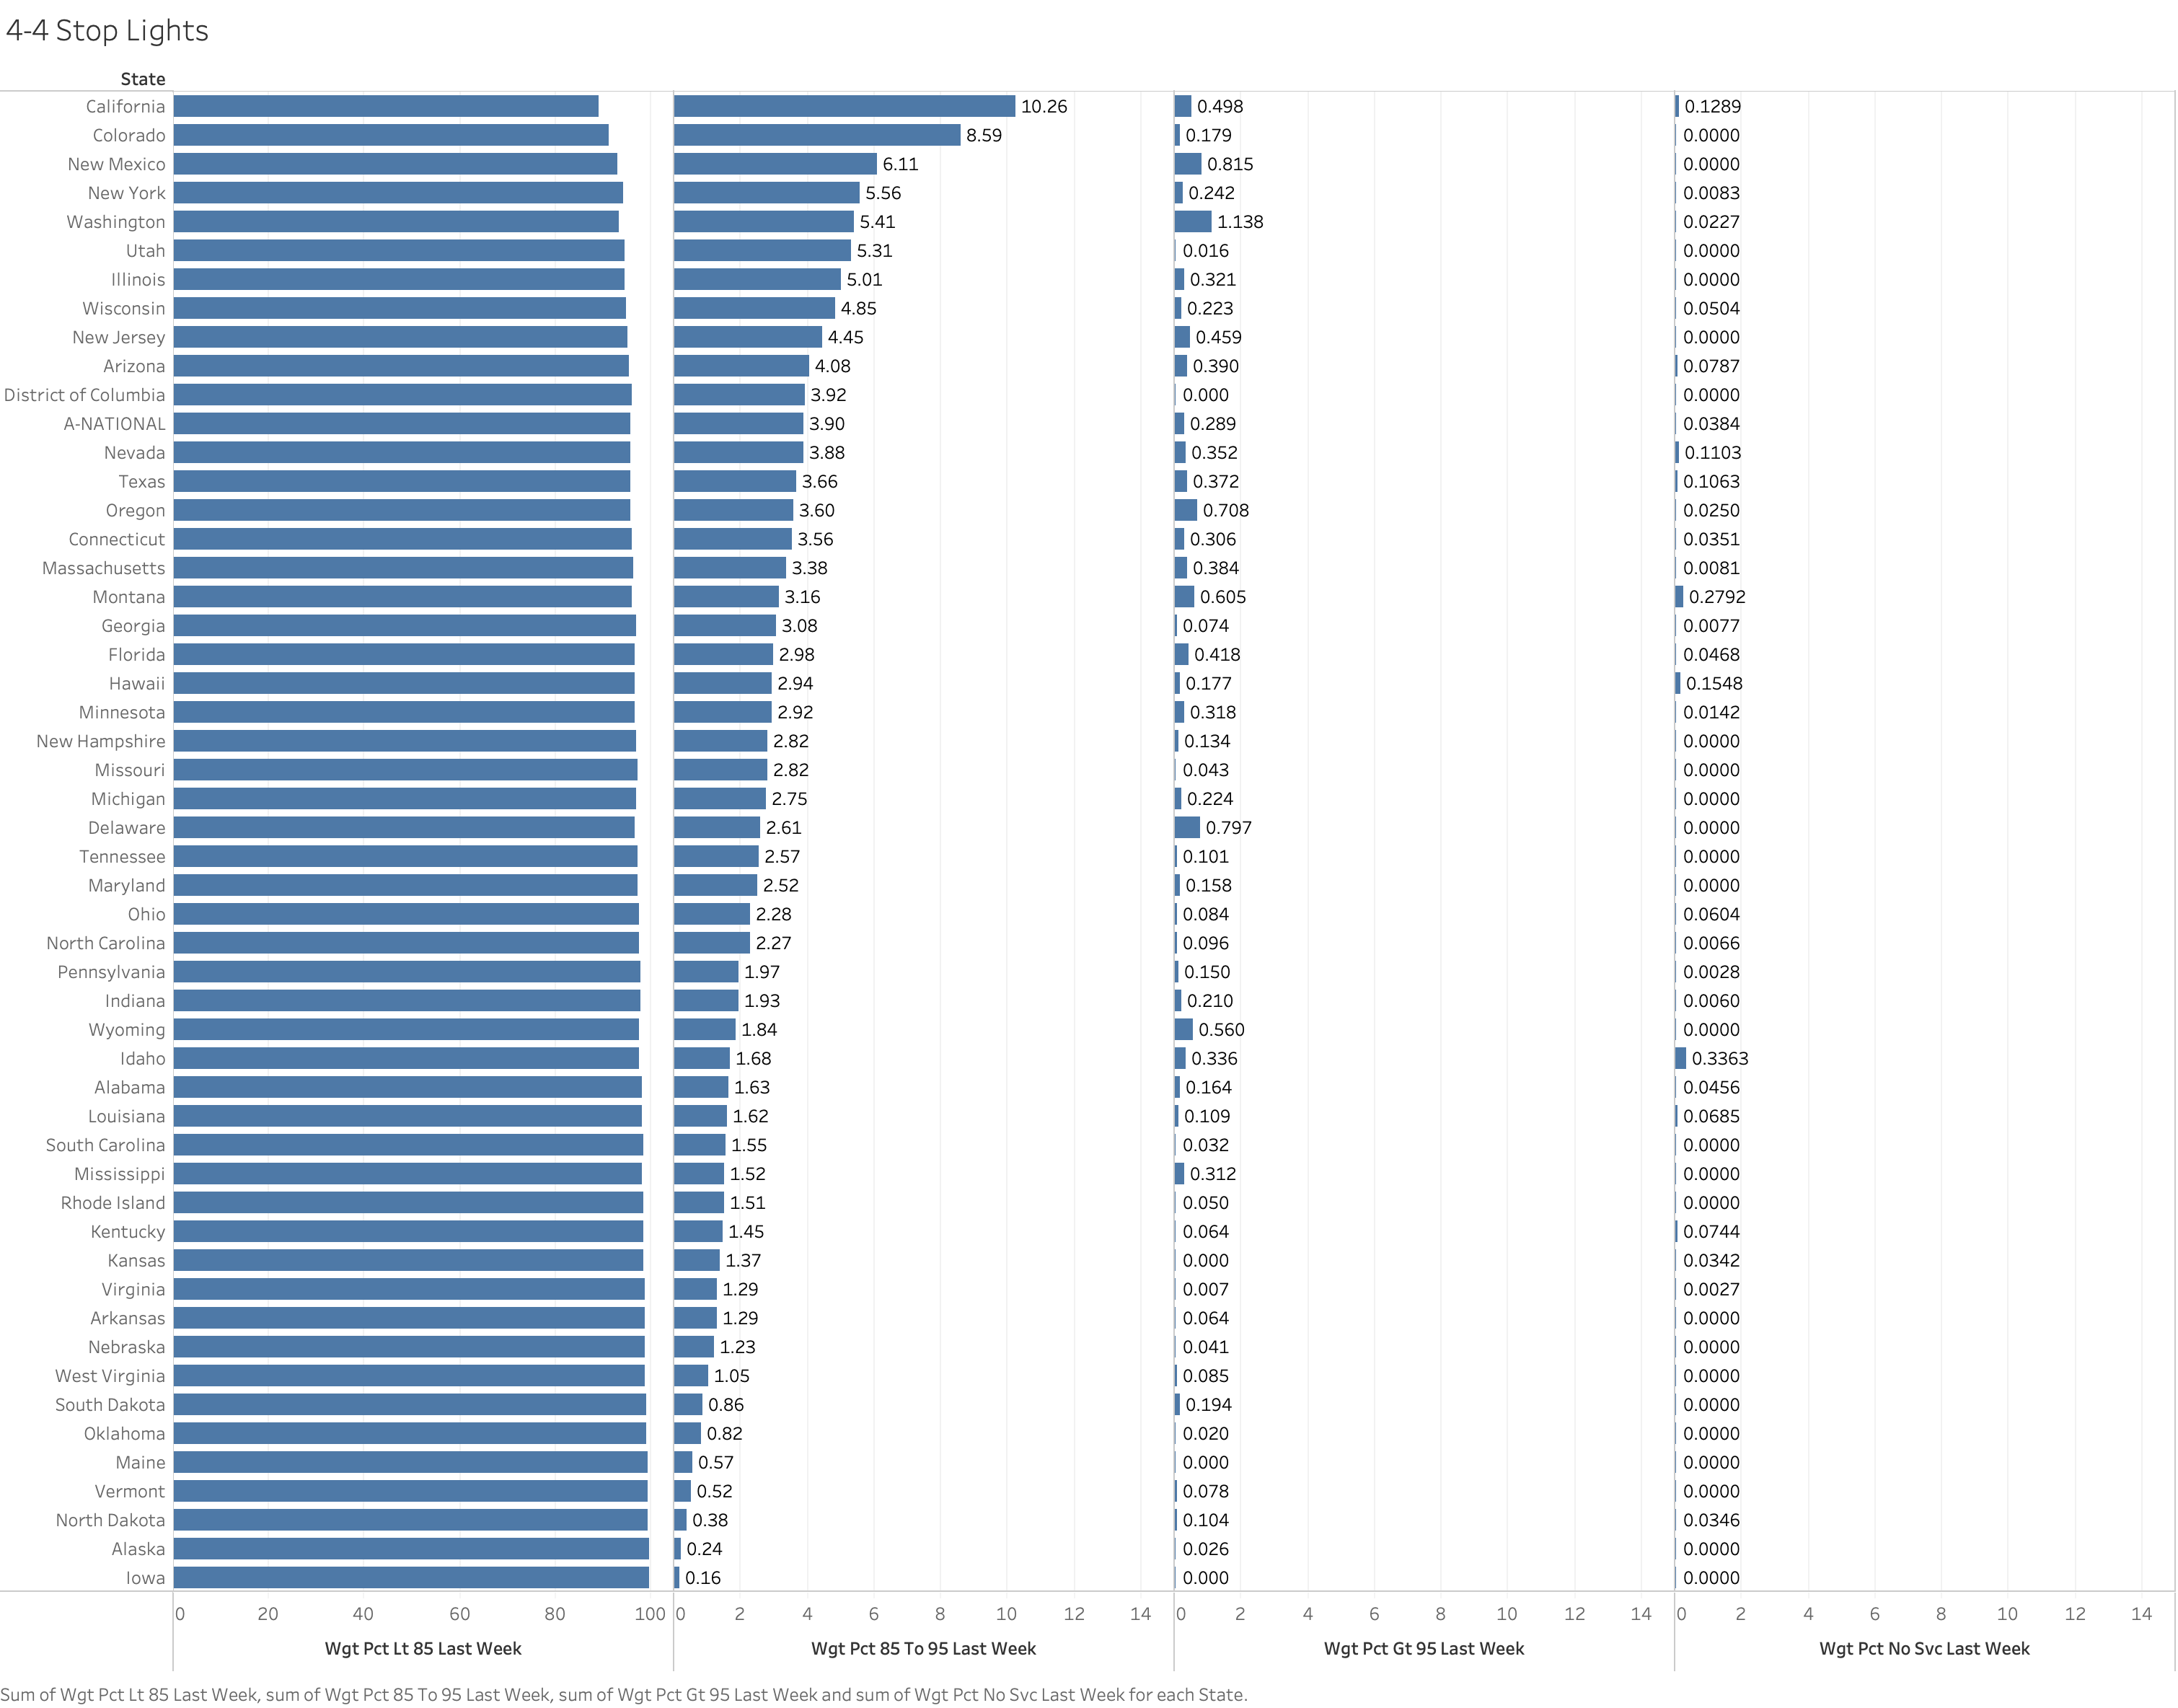 4-4 Stop Lights
State
California 10.26 0.498 0.1289
Colorado 8.59 0.179 0.0000
New Mexico 6.11 0.815 0.0000
New York 5.56 0.242 0.0083
Washington 5.41 1.138 0.0227
Utah 5.31 0.016 0.0000
Illinois 5.01 0.321 0.0000
Wisconsin 4.85 0.223 0.0504
New Jersey 4.45 0.459 0.0000
Arizona 4.08 0.390 0.0787
District of Columbia 3.92 0.000 0.0000
A-NATIONAL 3.90 0.289 0.0384
Nevada 3.88 0.352 0.1103
Texas 3.66 0.372 0.1063
Oregon 3.60 0.708 0.0250
Connecticut 3.56 0.306 0.0351
Massachusetts 3.38 0.384 0.0081
Montana 3.16 0.605 0.2792
Georgia 3.08 0.074 0.0077
Florida 2.98 0.418 0.0468
Hawaii 2.94 0.177 0.1548
Minnesota 2.92 0.318 0.0142
New Hampshire 2.82 0.134 0.0000
Missouri 2.82 0.043 0.0000
Michigan 2.75 0.224 0.0000
Delaware 2.61 0.797 0.0000
Tennessee 2.57 0.101 0.0000
Maryland 2.52 0.158 0.0000
Ohio 2.28 0.084 0.0604
North Carolina 2.27 0.096 0.0066
Pennsylvania 1.97 0.150 0.0028
Indiana 1.93 0.210 0.0060
Wyoming 1.84 0.560 0.0000
Idaho 1.68 0.336 0.3363
Alabama 1.63 0.164 0.0456
Louisiana 1.62 0.109 0.0685
South Carolina 1.55 0.032 0.0000
Mississippi 1.52 0.312 0.0000
Rhode Island 1.51 0.050 0.0000
Kentucky 1.45 0.064 0.0744
Kansas 1.37 0.000 0.0342
Virginia 1.29 0.007 0.0027
Arkansas 1.29 0.064 0.0000
Nebraska 1.23 0.041 0.0000
West Virginia 1.05 0.085 0.0000
South Dakota 0.86 0.194 0.0000
Oklahoma 0.82 0.020 0.0000
Maine 0.57 0.000 0.0000
Vermont 0.52 0.078 0.0000
North Dakota 0.38 0.104 0.0346
Alaska 0.24 0.026 0.0000
Iowa 0.16 0.000 0.0000
0 20 40 60 80 100 0 2 4 6 8 10 12 14 0 2 4 6 8 10 12 14 0 2 4 6 8 10 12 14
Wgt Pct Lt 85 Last Week Wgt Pct 85 To 95 Last Week Wgt Pct Gt 95 Last Week Wgt Pct No Svc Last Week
Sum of Wgt Pct Lt 85 Last Week, sum of Wgt Pct 85 To 95 Last Week, sum of Wgt Pct Gt 95 Last Week and sum of Wgt Pct No Svc Last Week for each State.